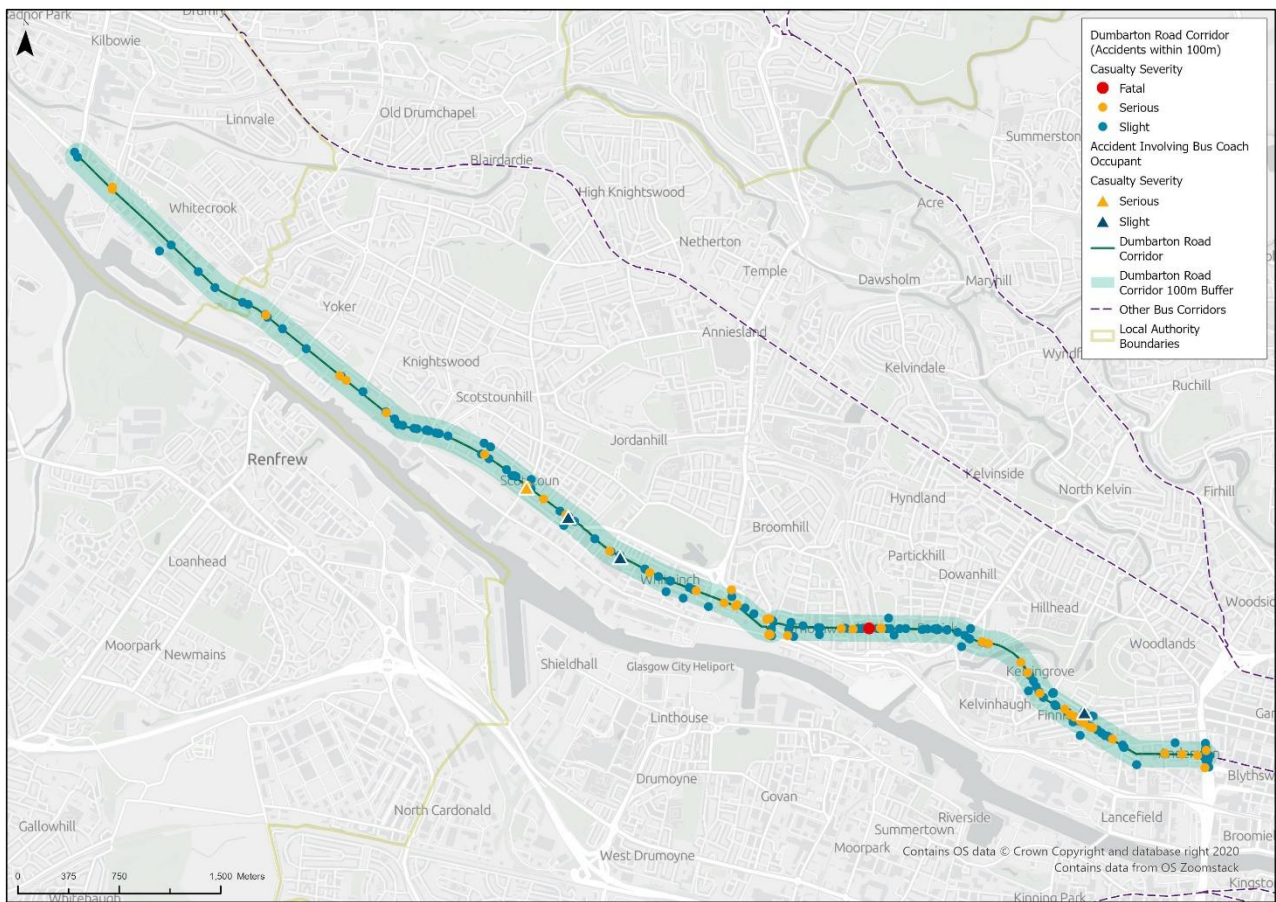 Kilbowie
Drumry
Linnvale
Old Drumchapel
Blairdardie
Summerston
High Knightswood
Acre
Whitecrook
Netherton
Temple
Dawsholm
Maryhill
Yoker
Anniesland
Knightswood
Kelvindale
Ruchill
Scotstounhill
Jordanhill
Renfrew
Kelvinside
North Kelvin
Firhill
Hyndland
Broomhill
Partickhill
Loanhead
Dowanhill
Hillhead
Woodlands
Moorpark
Newmains
Shieldhall
Glasgow City Heliport
Kelvinhaugh
Linthouse
Drumoyne
Govan
North Cardonald
Riverside
Lancefield
Gallowhill
Summertown
Moorpark
West Drumoyne
Whitehaugh
Kinning Park
Dumbarton Road Corridor
(Accidents within 100m)
Casualty Severity
Fatal
Serious
Slight
Accident Involving Bus Coach
Occupant
Casualty Severity
Serious
Slight
Dumbarton Road
Corridor
Dumbarton Road
Corridor 100m Buffer
Other Bus Corridors
Local Authority
Boundaries
Contains OS data © Crown Copyright and database right 2020
Contains data from OS Zoomstack
0 375 750 1,500 Meters